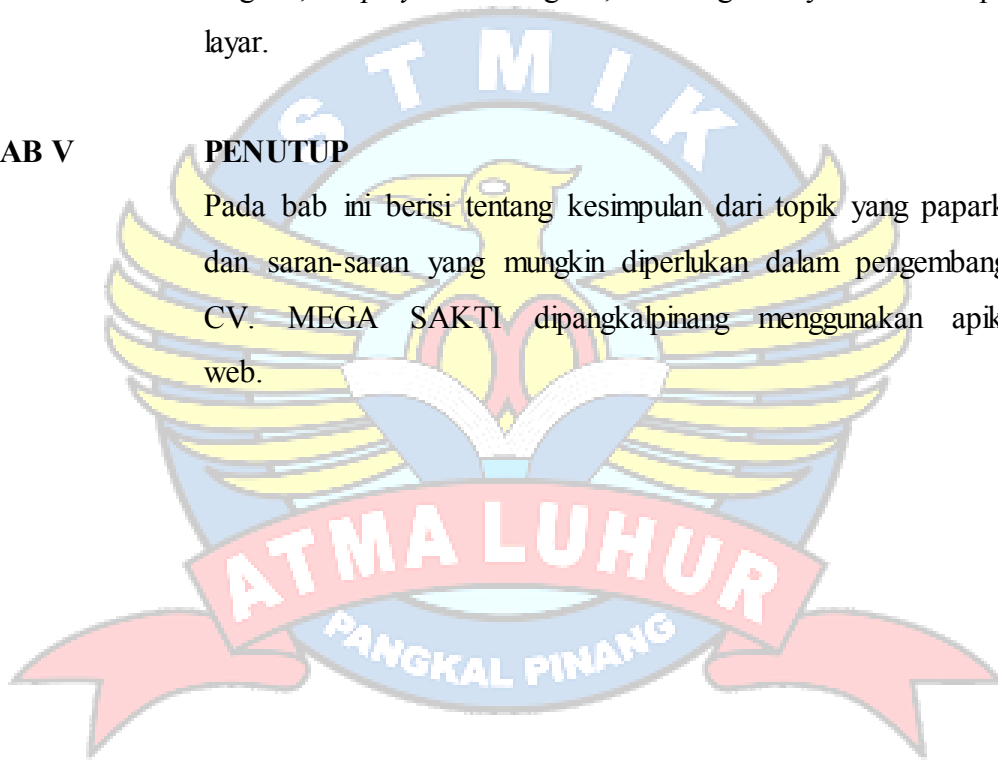 layar.
STMIK
AB V PENUTUP
Pada bab ini berisi tentang kesimpulan dari topik yang papark
dan saran-saran yang mungkin diperlukan dalam pengembang
CV. MEGA SAKTI dipangkalpinang menggunakan apik
web.
ATMA LUHUR
PANGKAL PINANG